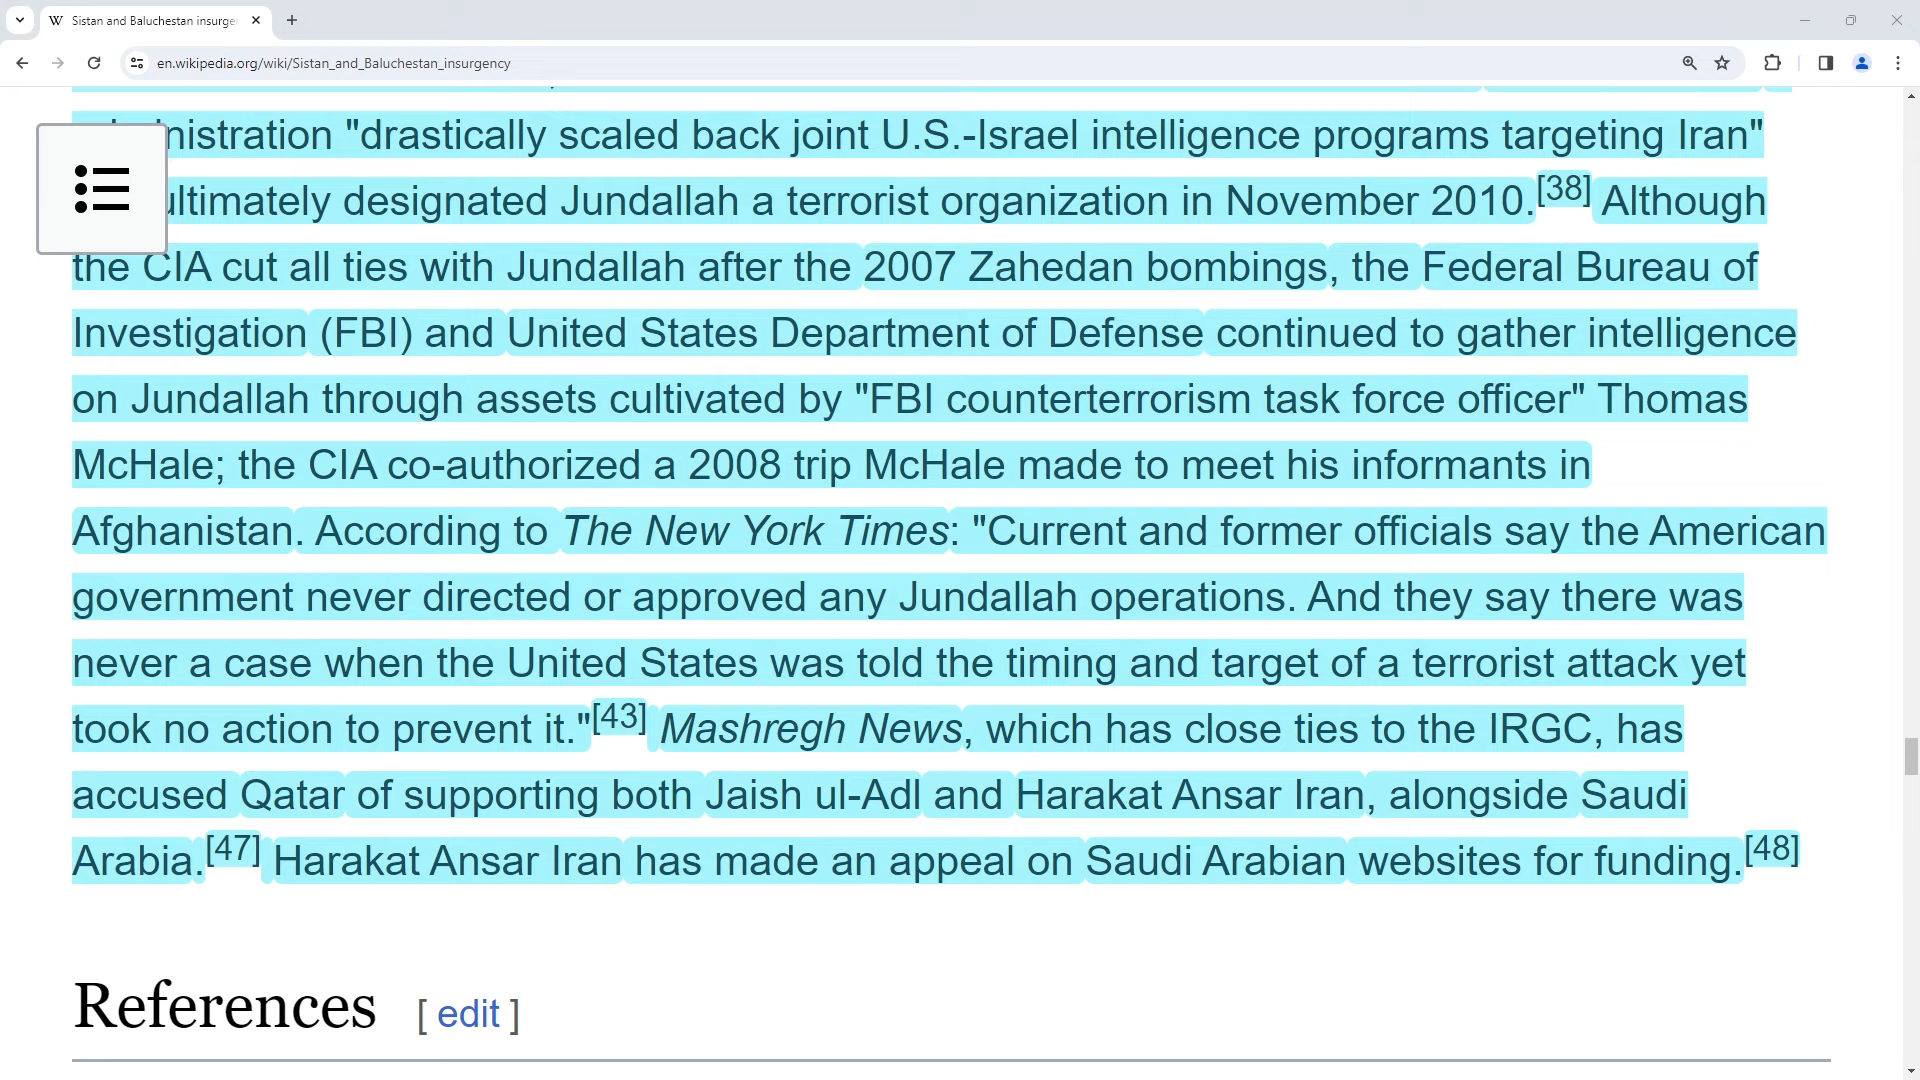 Sistan and Baluchestan insurge
en.wikipedia.org/wiki/Sistan_and_Baluchestan_insurgency
"drastically scaled back joint U.S.-Israel intelligence programs targeting Iran"
ultimately designated Jundallah a terrorist organization in November 2010.[38] Although
the CIA cut all ties with Jundallah after the 2007 Zahedan bombings, the Federal Bureau of
Investigation (FBI) and United States Department of Defense continued to gather intelligence
on Jundallah through assets cultivated by "FBI counterterrorism task force officer" Thomas
McHale; the CIA co-authorized a 2008 trip McHale made to meet his informants in
Afghanistan. According to The New York Times: "Current and former officials say the American
government never directed or approved any Jundallah operations. And they say there was
never a case when the United States was told the timing and target of a terrorist attack yet
took no action to prevent it."[43] Mashregh News, which has close ties to the IRGC, has
accused Qatar of supporting both Jaish ul-Adl and Harakat Ansar Iran, alongside Saudi
Arabia.[47] Harakat Ansar Iran has made an appeal on Saudi Arabian websites for funding.[48]
References [ edit ]